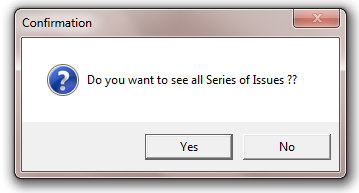 Confirmation
Do you want to see all Series of Issues ??
Yes
No